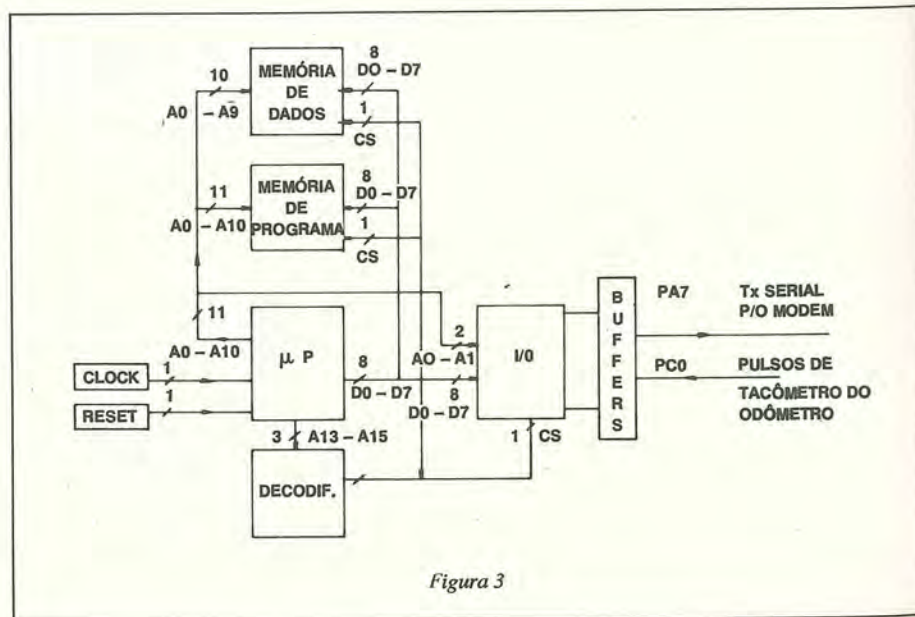 8
DO – D7
10
MEMÓRIA
DE
DADOS
A0 – A9
1
CS
8
D0 – D7
11
MEMÓRIA
DE
PROGRAMA
A0 – A10
1
CS
11
A0 – A10
μ P
8
D0 – D7
2
AO – A1
8
D0 – D7
I/0
1 CS
BUFFERS
PA7
Tx SERIAL
P/O MODEM
PC0
PULSOS DE
TACÔMETRO DO
ODÔMETRO
CLOCK
1
RESET
1
3 A13 – A15
DECODIF.
Figura 3